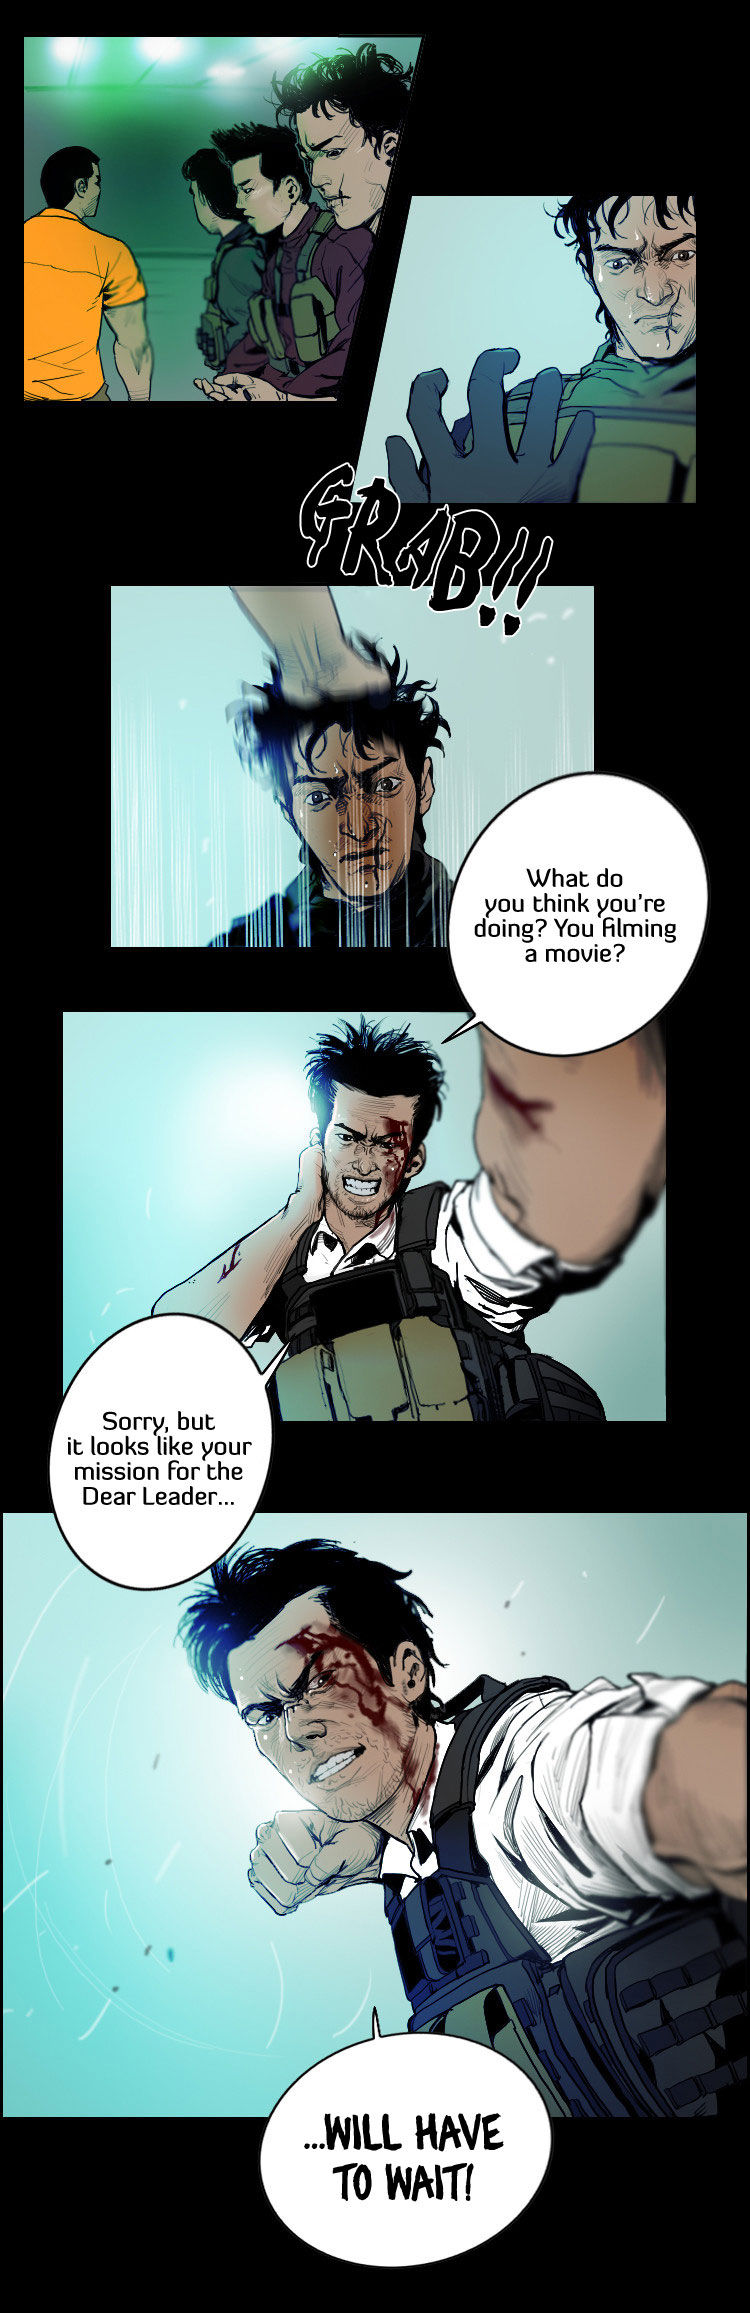 GRAB!!
What do
you think you're
doing? You filming
a movie?
Sorry, but
it looks like your
mission for the
Dear Leader...
...WILL HAVE
TO WAIT!